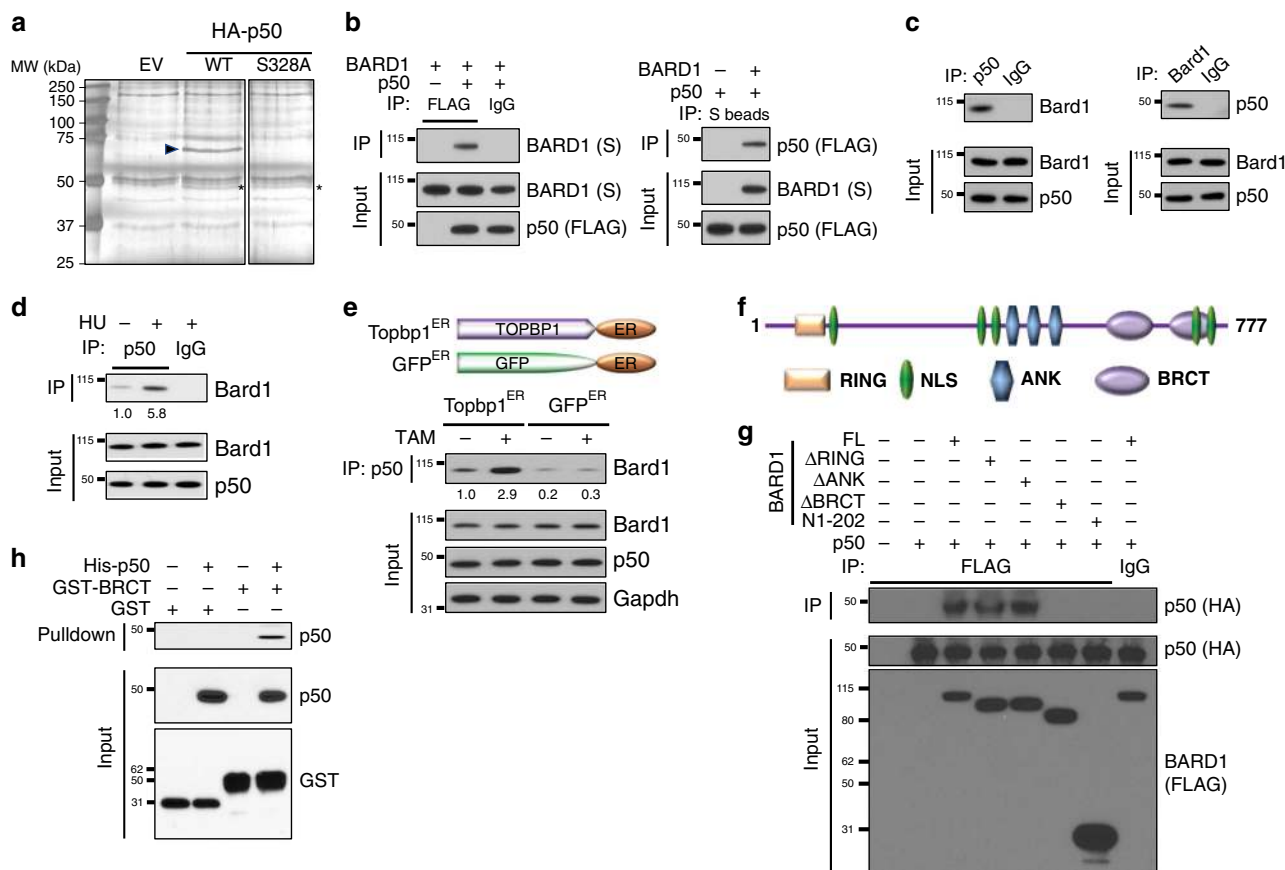 a
HA-p50
MW (kDa) EV WT S328A
250
150
100
75
50
37
25
* *
b
BARD1 + + +
p50 – + +
IP: FLAG IgG
IP 115 BARD1 (S)
Input 115 BARD1 (S)
50 p50 (FLAG)
BARD1 – +
p50 + +
IP: S beads
IP 50 p50 (FLAG)
Input 115 BARD1 (S)
50 p50 (FLAG)
c
IP: p50 IgG
115 Bard1
Input 115 Bard1
50 p50
IP: Bard1 IgG
50 p50
Input 115 Bard1
50 p50
d
HU – + +
IP: p50 IgG
IP 115 Bard1
1.0 5.8
Input 115 Bard1
50 p50
e
Topbp1ER TOPBP1 ER
GFPER GFP ER
Topbp1ER GFPER
TAM – + – +
IP: p50 115 Bard1
1.0 2.9 0.2 0.3
Input 115 Bard1
50 p50
31 Gapdh
f
1 777
RING NLS ANK BRCT
g
BARD1
FL – – + – – – – +
ΔRING – – – + – – – –
ΔANK – – – – + – – –
ΔBRCT – – – – – + – –
N1-202 – – – – – – + –
p50 – + + + + + + +
IP: FLAG IgG
IP 50 p50 (HA)
Input 50 p50 (HA)
115
80
62
50
31
BARD1
(FLAG)
h
His-p50 – + – +
GST-BRCT – – + +
GST + + – –
Pulldown 50 p50
Input 50 p50
62
50
31
GST